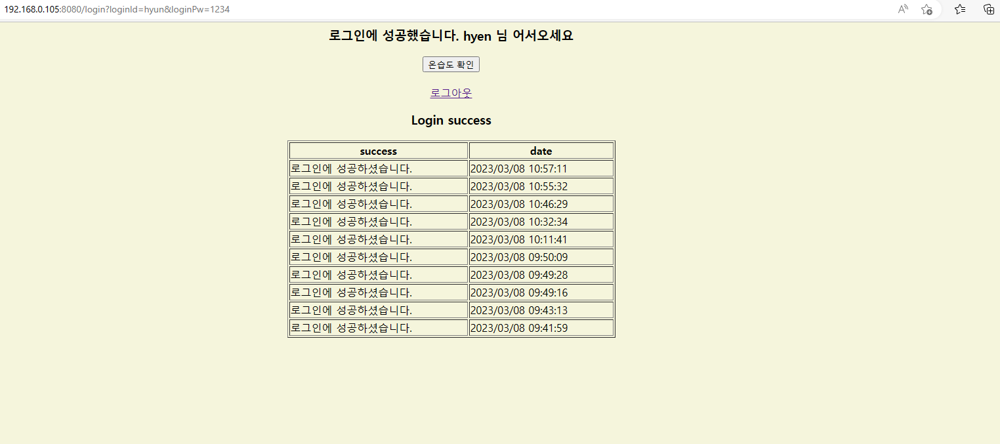 192.168.0.105:8080/login?loginId=hyun&loginPw=1234
로그인에 성공했습니다. hyen 님 어서오세요
온습도 확인
로그아웃
Login success
success date
로그인에 성공하셨습니다. 2023/03/08 10:57:11
로그인에 성공하셨습니다. 2023/03/08 10:55:32
로그인에 성공하셨습니다. 2023/03/08 10:46:29
로그인에 성공하셨습니다. 2023/03/08 10:32:34
로그인에 성공하셨습니다. 2023/03/08 10:11:41
로그인에 성공하셨습니다. 2023/03/08 09:50:09
로그인에 성공하셨습니다. 2023/03/08 09:49:28
로그인에 성공하셨습니다. 2023/03/08 09:49:16
로그인에 성공하셨습니다. 2023/03/08 09:43:13
로그인에 성공하셨습니다. 2023/03/08 09:41:59